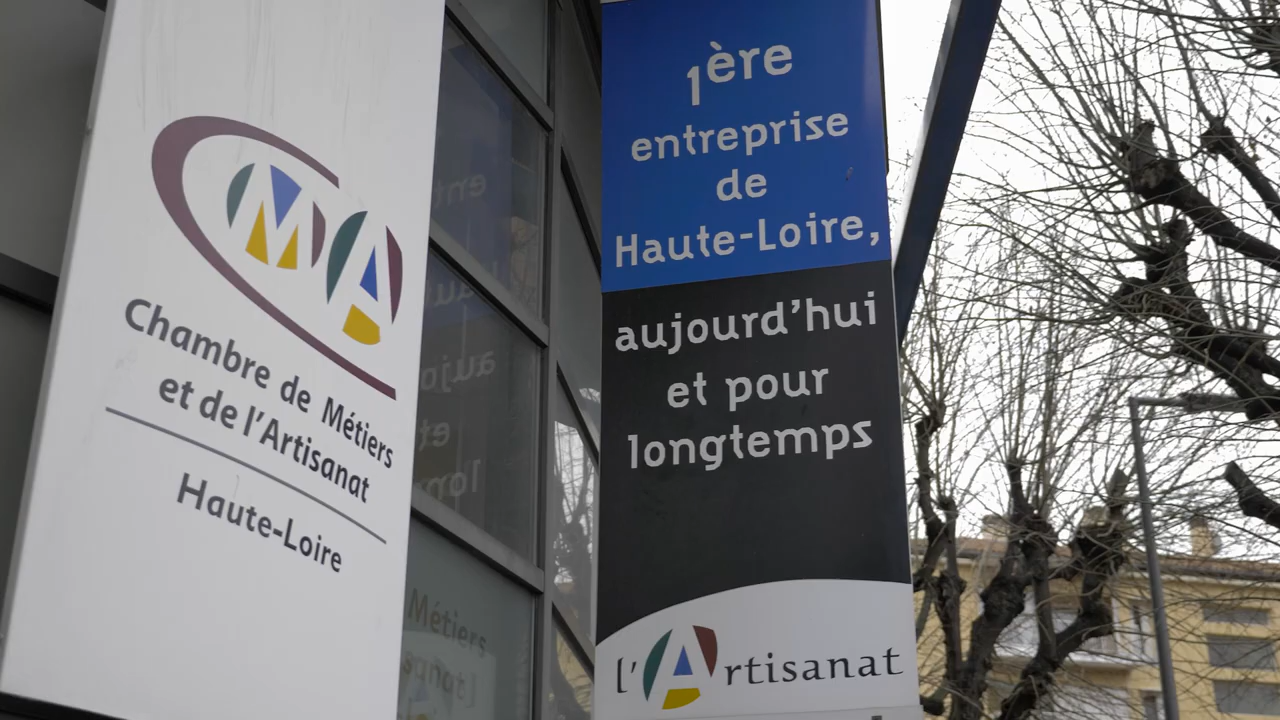 MA
Chambre de Métiers
et de l'Artisanat
Haute-Loire
1ère
entreprise
de
Haute-Loire,
aujourd'hui
et pour
longtemps
l'Artisanat